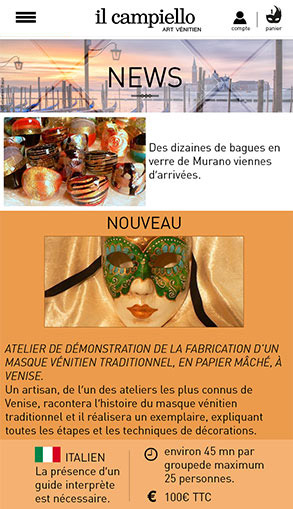 il campiello
ART VÉNITIEN
compte
panier
NEWS
Des dizaines de bagues en
verre de Murano viennes
d'arrivées.
NOUVEAU
ATELIER DE DÉMONSTRATION DE LA FABRICATION D'UN
MASQUE VÉNITIEN TRADITIONNEL, EN PAPIER MÂCHÉ, À
VENISE.
Un artisan, de l'un des ateliers les plus connus de
Venise, racontera l'histoire du masque vénitien
traditionnel et il réalisera un exemplaire, expliquant
toutes les étapes et les techniques de décorations.
ITALIEN
La présence d'un
guide interprète
est nécessaire.
environ 45 mn par
groupede maximum
25 personnes.
€ 100€ TTC